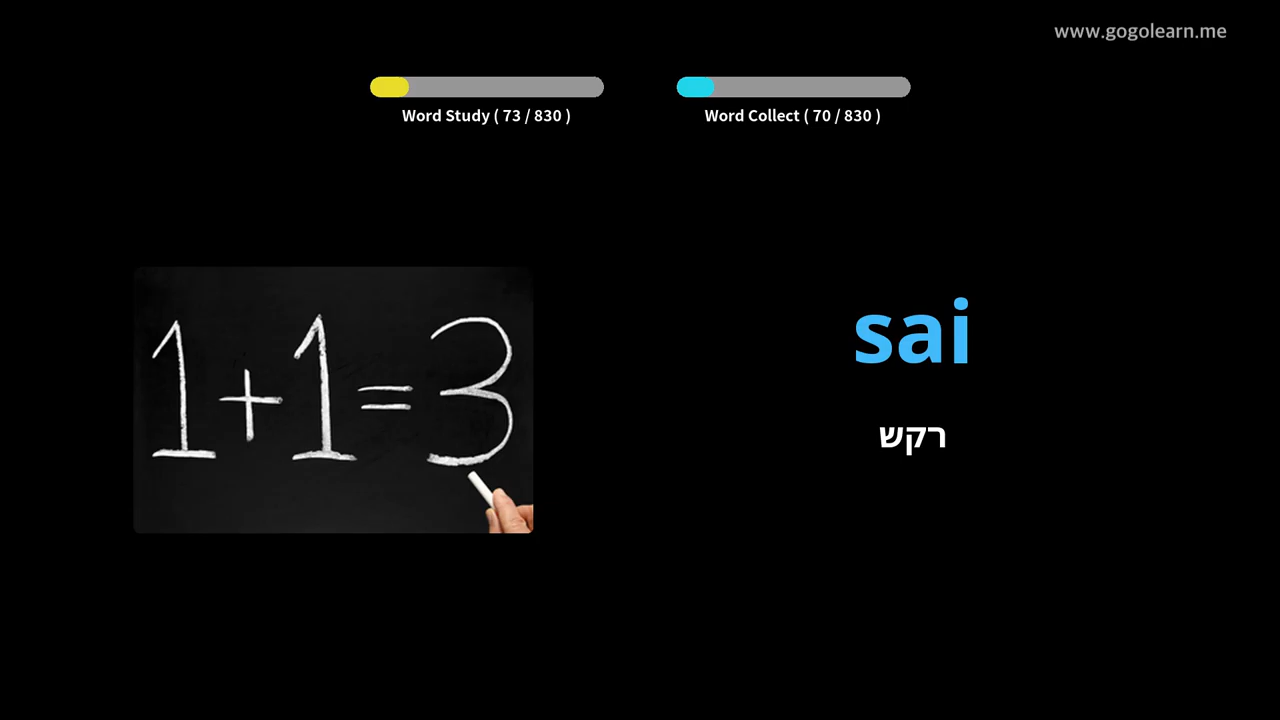 www.gogolearn.me
Word Study ( 73 / 830 )
Word Collect ( 70 / 830 )
1+1=3
sai
רקש